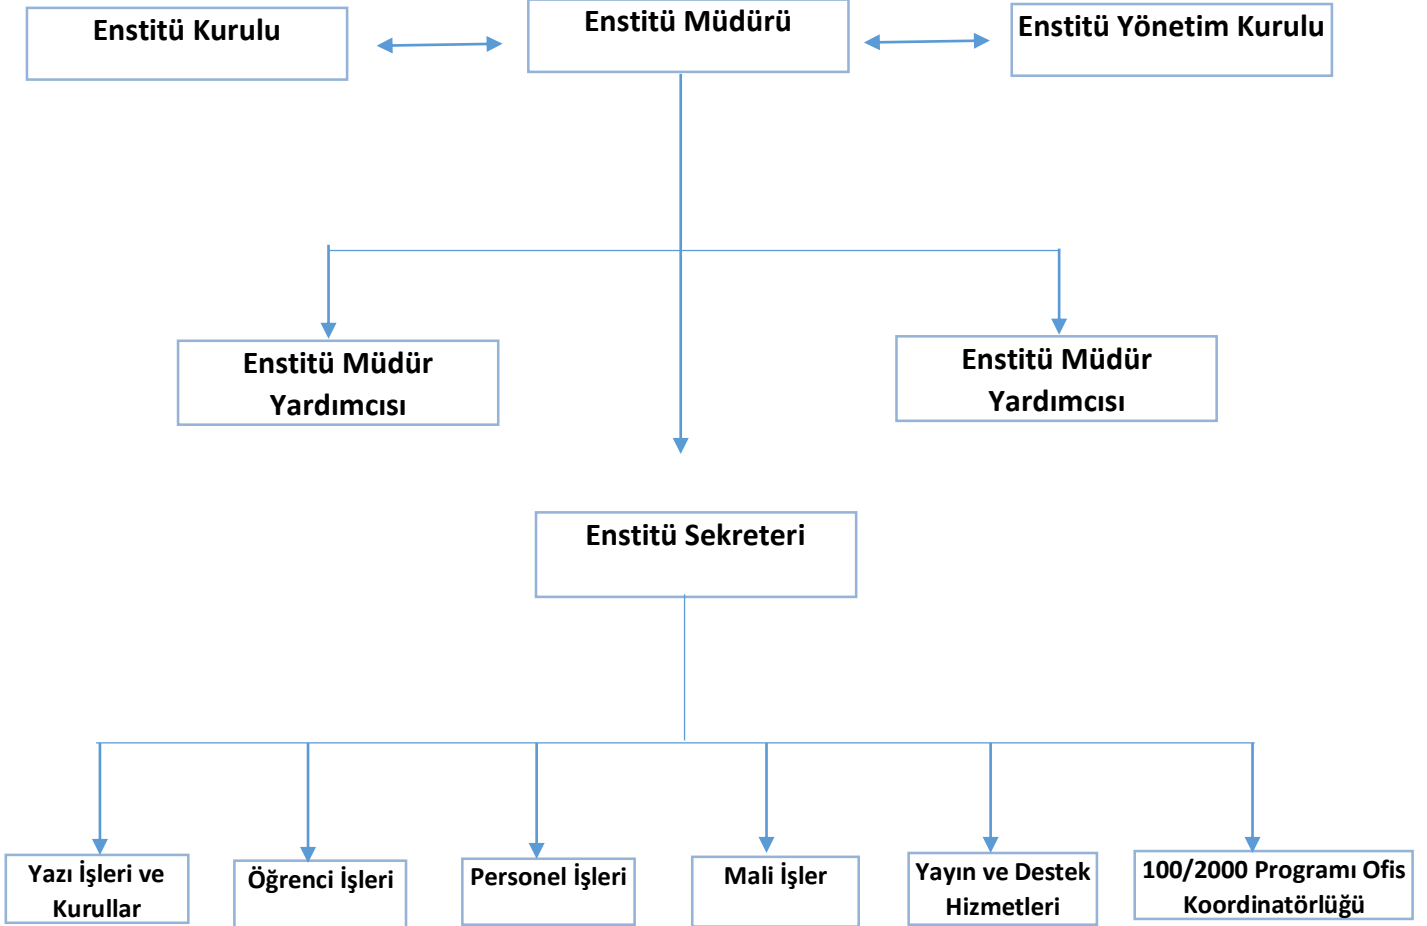 Enstitü Kurulu
Enstitü Müdürü
Enstitü Yönetim Kurulu
Enstitü Müdür
Yardımcısı
Enstitü Müdür
Yardımcısı
Enstitü Sekreteri
Yazı İşleri ve
Kurullar
Öğrenci İşleri
Personel İşleri
Mali İşler
Yayın ve Destek
Hizmetleri
100/2000 Programı Ofis
Koordinatörlüğü